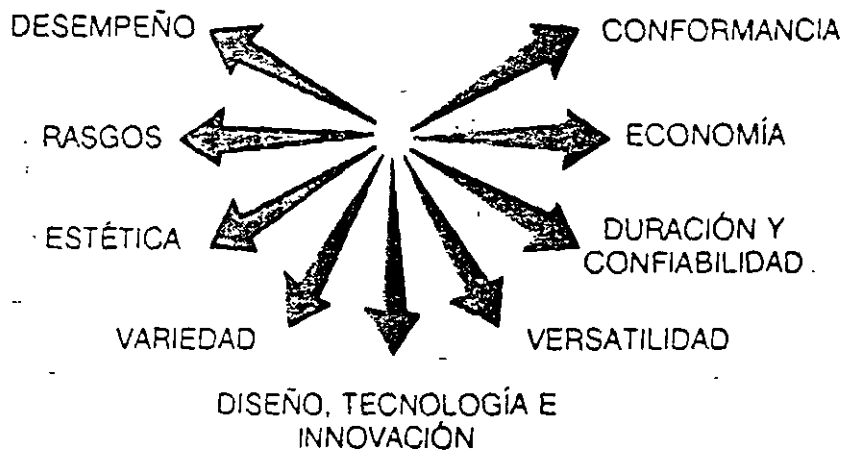 DESEMPEÑO
CONFORMANCIA
RASGOS
ECONOMÍA
ESTÉTICA
DURACIÓN Y
CONFIABILIDAD
VARIEDAD
VERSATILIDAD
DISEÑO, TECNOLOGÍA E
INNOVACIÓN